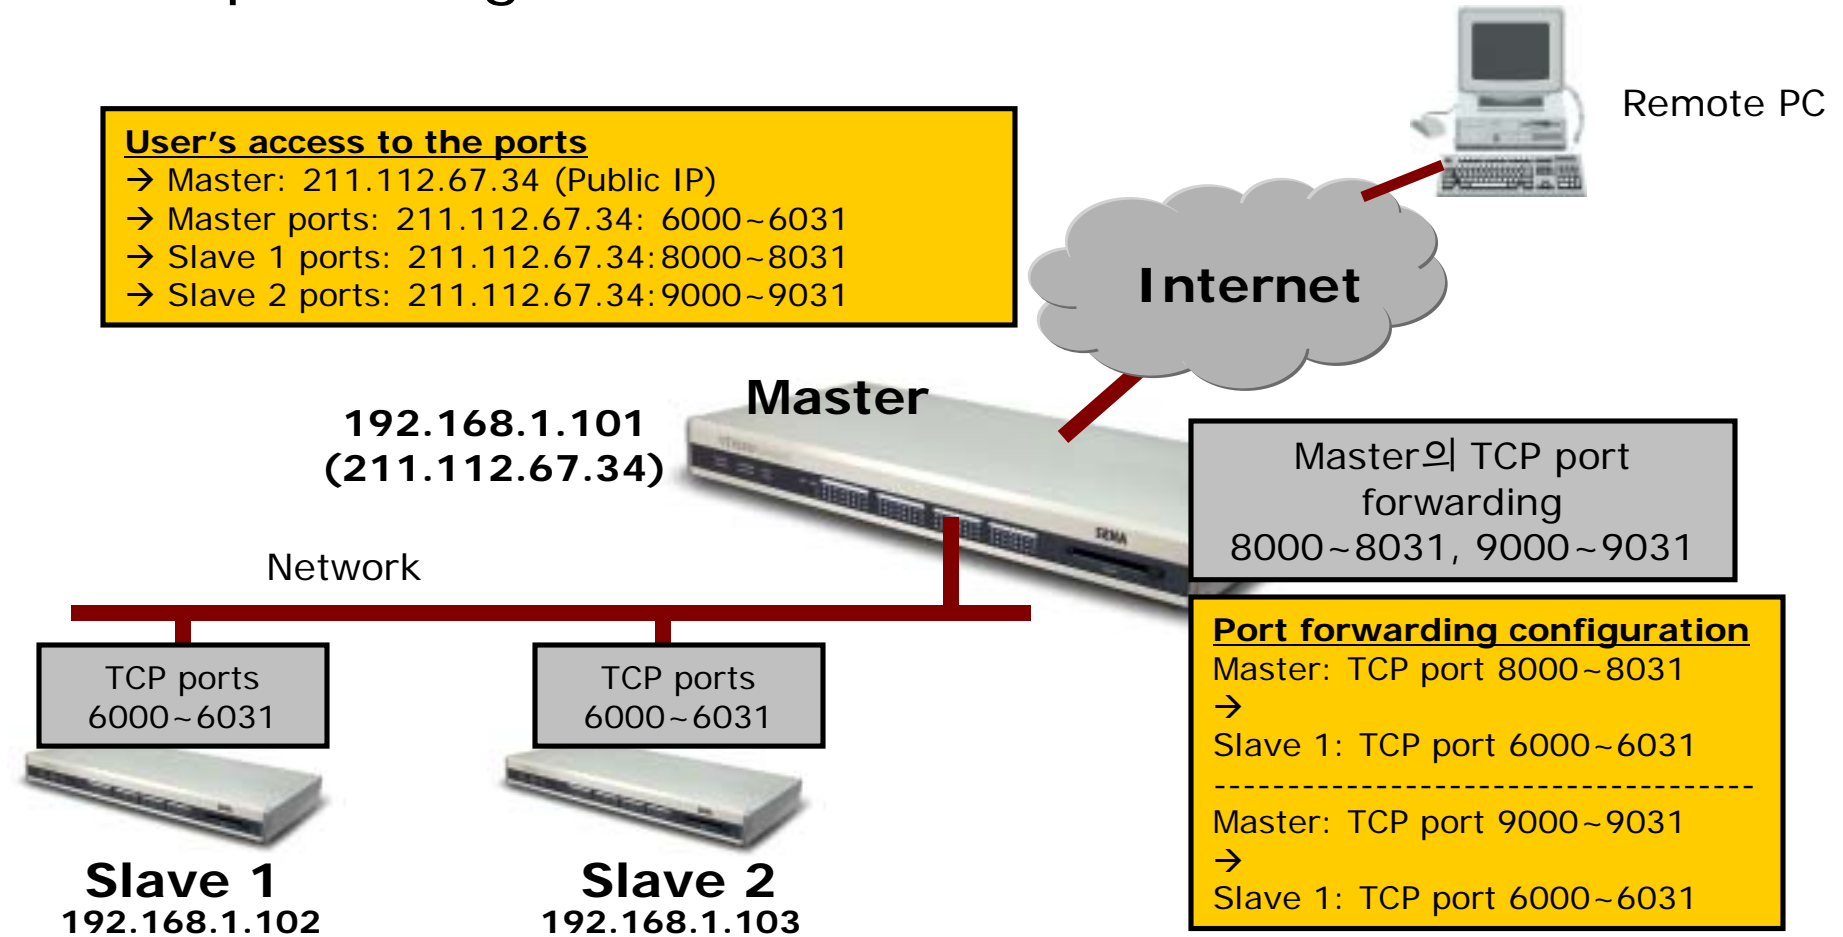 Remote PC
User's access to the ports
→ Master: 211.112.67.34 (Public IP)
→ Master ports: 211.112.67.34: 6000~6031
→ Slave 1 ports: 211.112.67.34:8000~8031
→ Slave 2 ports: 211.112.67.34:9000~9031
Internet
Master
192.168.1.101
(211.112.67.34)
SENA
Master의 TCP port
forwarding
8000~8031, 9000~9031
Network
TCP ports
6000~6031
TCP ports
6000~6031
Port forwarding configuration
Master: TCP port 8000~8031
→
Slave 1: TCP port 6000~6031
-------------------------------------
Master: TCP port 9000~9031
→
Slave 1: TCP port 6000~6031
Slave 1
192.168.1.102
Slave 2
192.168.1.103